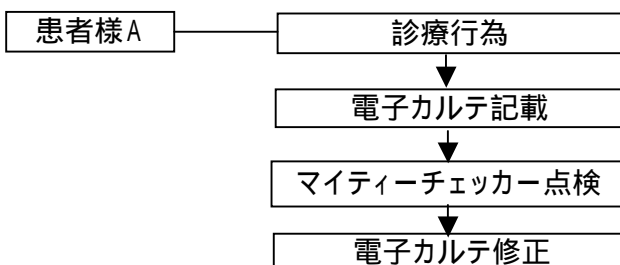 患者様A
診療行為
電子カルテ記載
マイティーチェッカー点検
電子カルテ修正